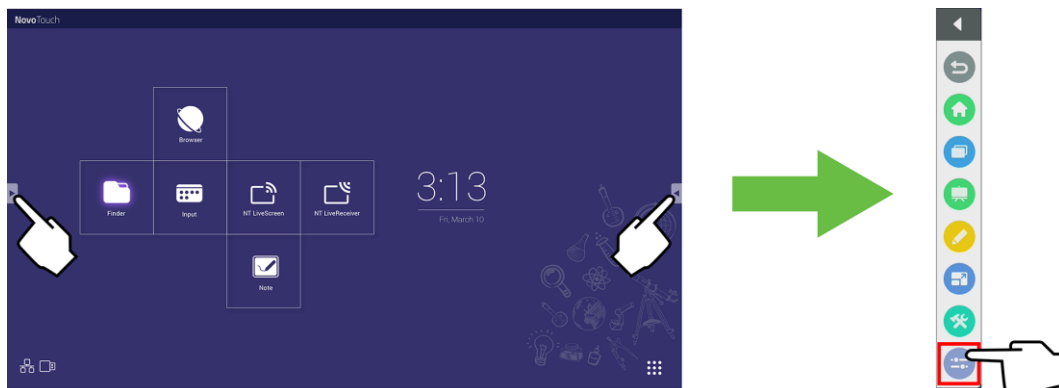 NovoTouch
Browser
Finder
Input
NT LiveScreen
NT LiveReceiver
3:13
Fri, March 10
Note